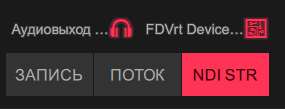 Аудиовыход ... FDVrt Device...
ЗАПИСЬ ПОТОК NDI STR